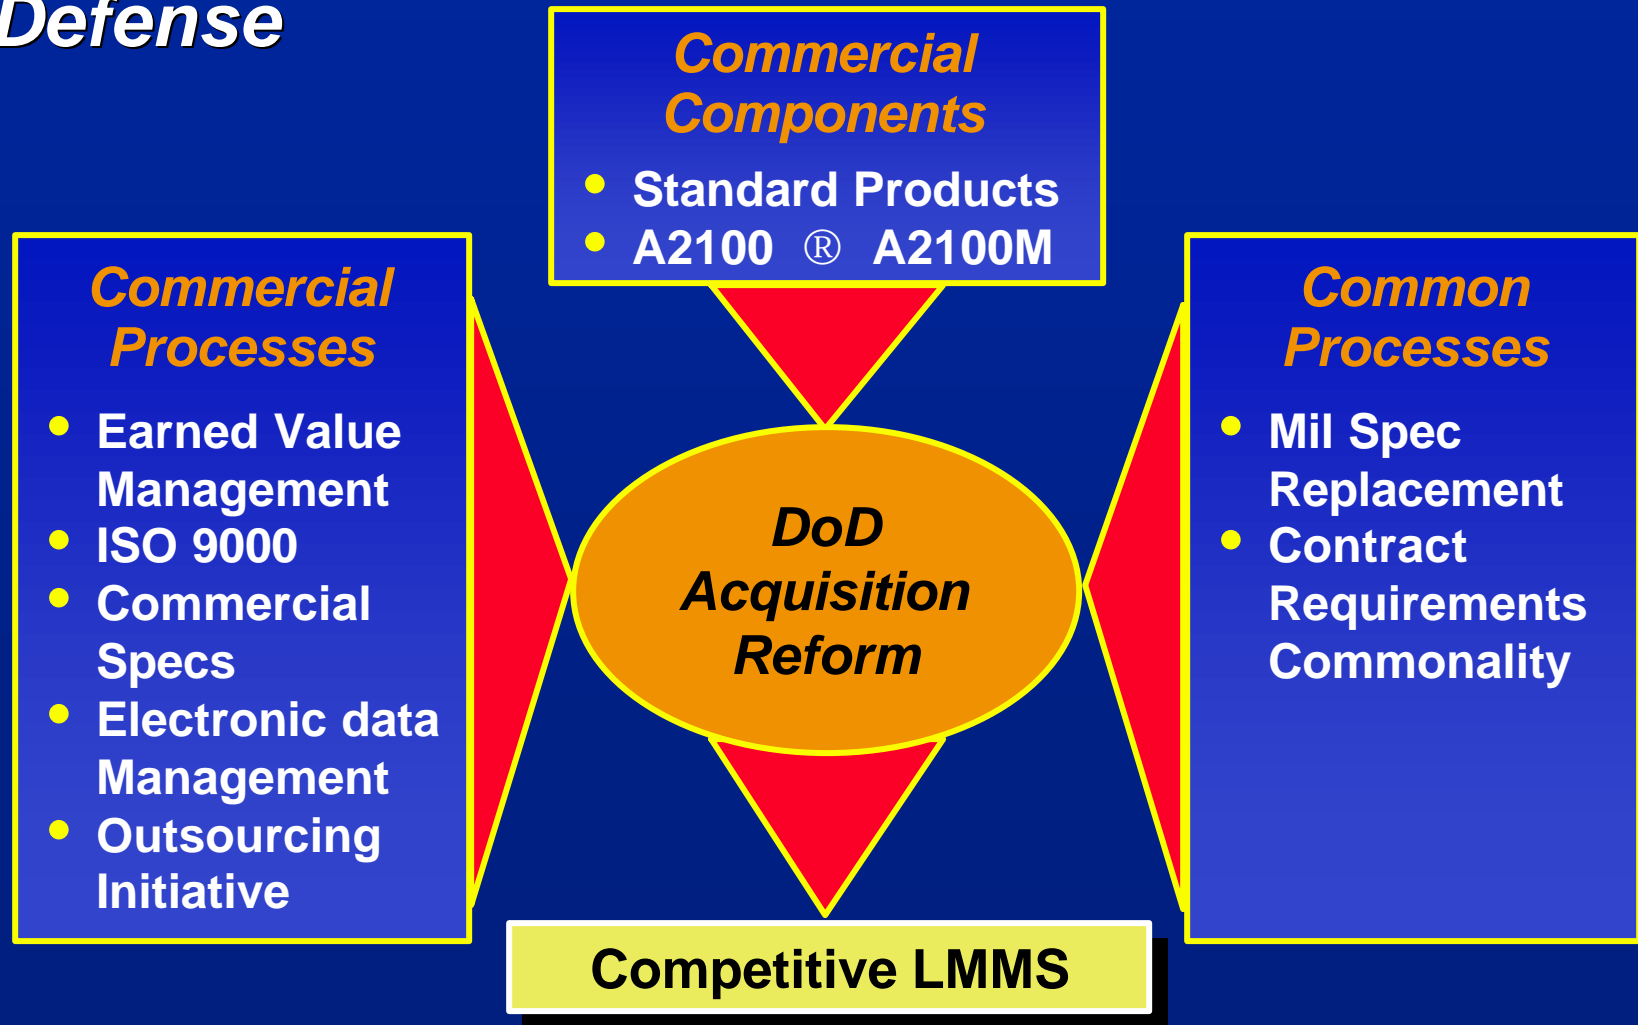 Defense
Commercial
Components
• Standard Products
• A2100 ® A2100M
Commercial
Processes
• Earned Value
Management
• ISO 9000
• Commercial
Specs
• Electronic data
Management
• Outsourcing
Initiative
DoD
Acquisition
Reform
Common
Processes
• Mil Spec
Replacement
• Contract
Requirements
Commonality
Competitive LMMS